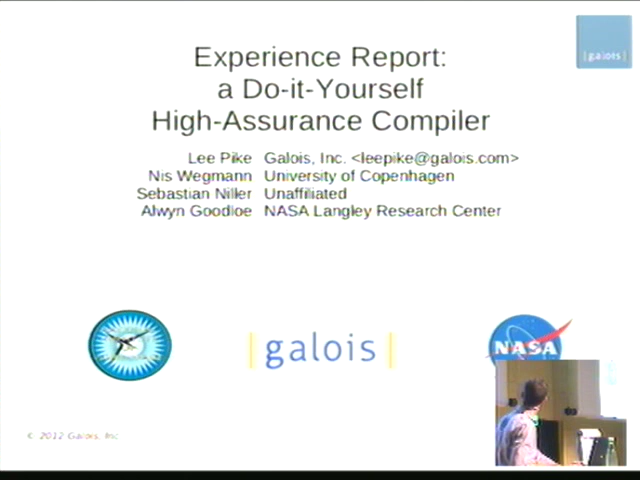 Experience Report:
|galois|
a Do-it-Yourself
High-Assurance Compiler
Lee Pike Galois, Inc. <leepike@galois.com>
Nis Wegmann University of Copenhagen
Sebastian Niller Unaffiliated
Alwyn Goodloe NASA Langley Research Center
|galois|
NASA
© 2012 Galois, Inc